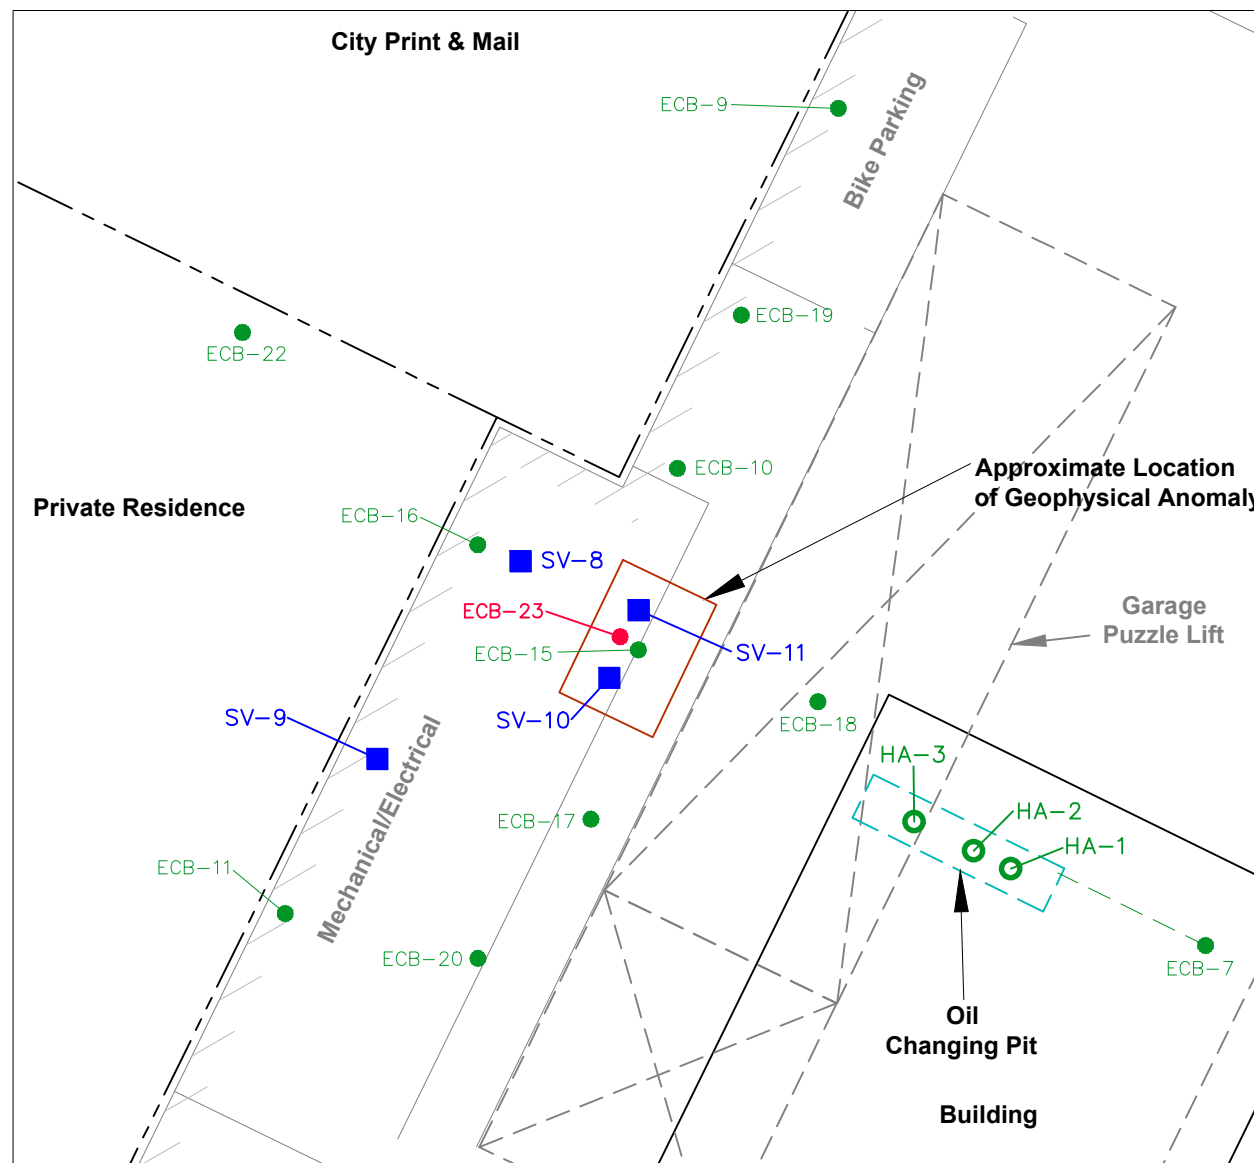 City Print & Mail
ECB-9
Bike Parking
ECB-19
ECB-22
ECB-10
Approximate Location
of Geophysical Anomaly
Private Residence
ECB-16
SV-8
ECB-23
Garage
Puzzle Lift
ECB-15
SV-11
SV-9
SV-10
ECB-18
Mechanical/Electrical
HA-3
HA-2
ECB-17
HA-1
ECB-11
ECB-20
ECB-7
Oil
Changing Pit
Building